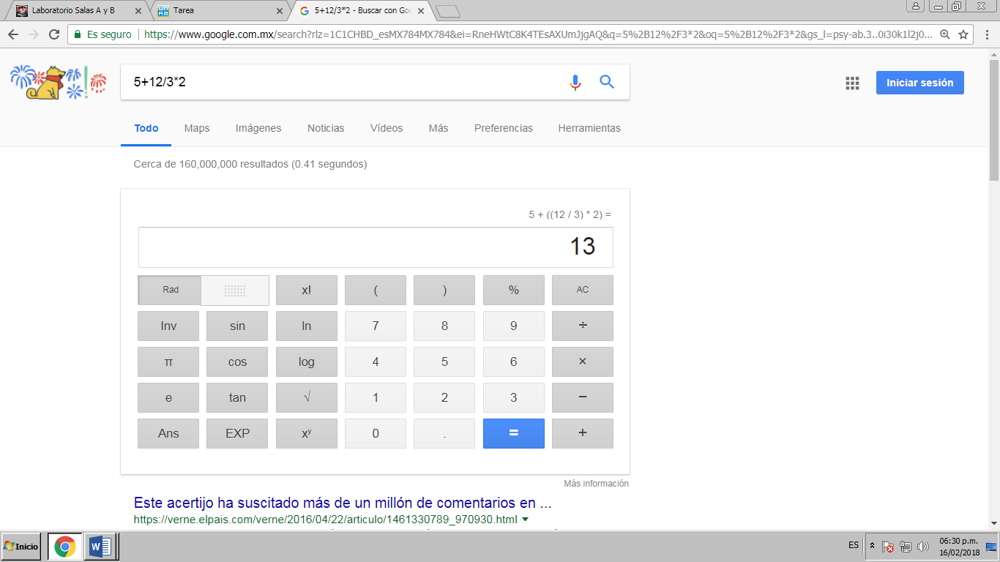 Laboratorio Salas A y B
Tarea
5+12/3*2 - Buscar con Goo
Es seguro
https://www.google.com.mx/search?rlz=1C1CHBD_esMX784MX784&ei=RneHWtC8K4TEsAXUmJjgAQ&q=5%2B12%2F3*2&oq=5%2B12%2F3*2&gs_l=psy-ab.3..0i30k1l2j0...
5+12/3*2
Iniciar sesión
Todo Maps Imágenes Noticias Vídeos Más Preferencias Herramientas
Cerca de 160,000,000 resultados (0.41 segundos)
5 + ((12 / 3) * 2) =
13
Rad x! ( ) % AC
Inv sin ln 7 8 9 ÷
π cos log 4 5 6 ×
e tan √ 1 2 3 −
Ans EXP xʸ 0 . = +
Más información
Este acertijo ha suscitado más de un millón de comentarios en ...
https://verne.elpais.com/verne/2016/04/22/articulo/1461330789_970930.html
Inicio
ES
06:30 p.m.
16/02/2018